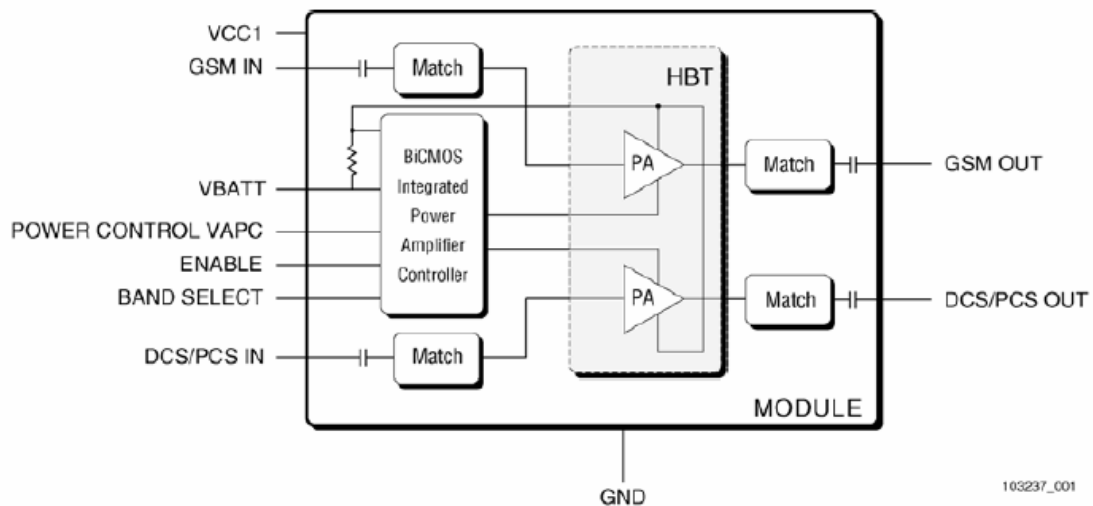 VCC1
GSM IN
Match
HBT
BiCMOS
Integrated
Power
Amplifier
Controller
PA
Match
GSM OUT
VBATT
POWER CONTROL VAPC
ENABLE
BAND SELECT
PA
Match
DCS/PCS OUT
DCS/PCS IN
Match
MODULE
GND
103237_001